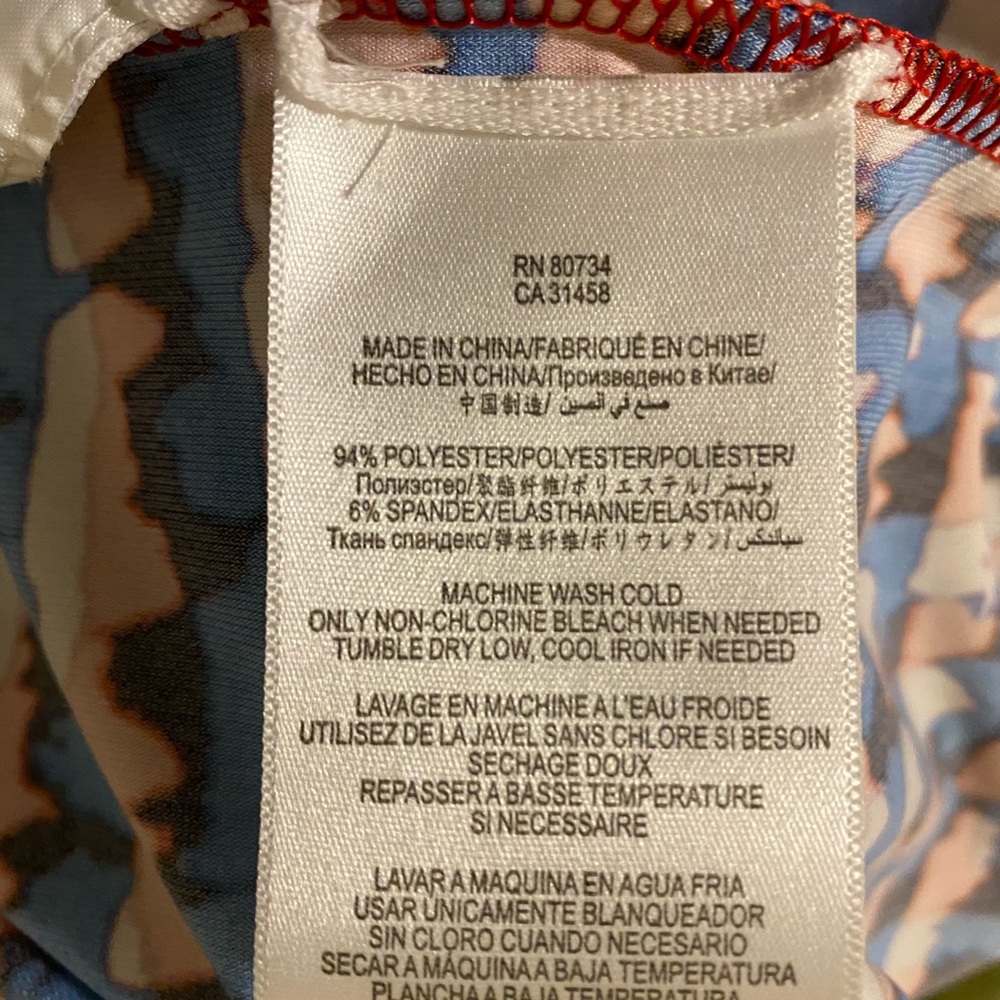 RN 80734
CA 31458
MADE IN CHINA/FABRIQUÉ EN CHINE/
HECHO EN CHINA/Произведено в Китае/
中国制造/ صنع في الصين
94% POLYESTER/POLYESTER/POLIÉSTER/
Полиэстер/聚酯纤维/ポリエステル/ بوليستر
6% SPANDEX/ELASTHANNE/ELASTANO/
Ткань спандекс/弹性纤维/ポリウレタン/ سباندكس
MACHINE WASH COLD
ONLY NON-CHLORINE BLEACH WHEN NEEDED
TUMBLE DRY LOW, COOL IRON IF NEEDED
LAVAGE EN MACHINE A L'EAU FROIDE
UTILISEZ DE LA JAVEL SANS CHLORE SI BESOIN
SECHAGE DOUX
REPASSER A BASSE TEMPERATURE
SI NECESSAIRE
LAVAR A MAQUINA EN AGUA FRIA
USAR UNICAMENTE BLANQUEADOR
SIN CLORO CUANDO NECESARIO
SECAR A MÁQUINA A BAJA TEMPERATURA
PLANCHA A BAJA TEMPERATURA